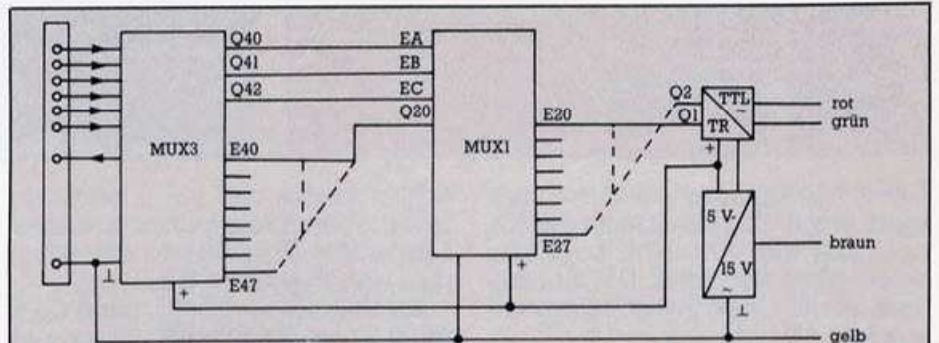 Q40 EA
Q41 EB
Q42 EC
Q20
MUX3
E40
E47
⊥
+
MUX1
E20
E27
+
Q2
Q1
TTL
~
TR
+
rot
grün
5 V-
15 V
~
braun
⊥
gelb